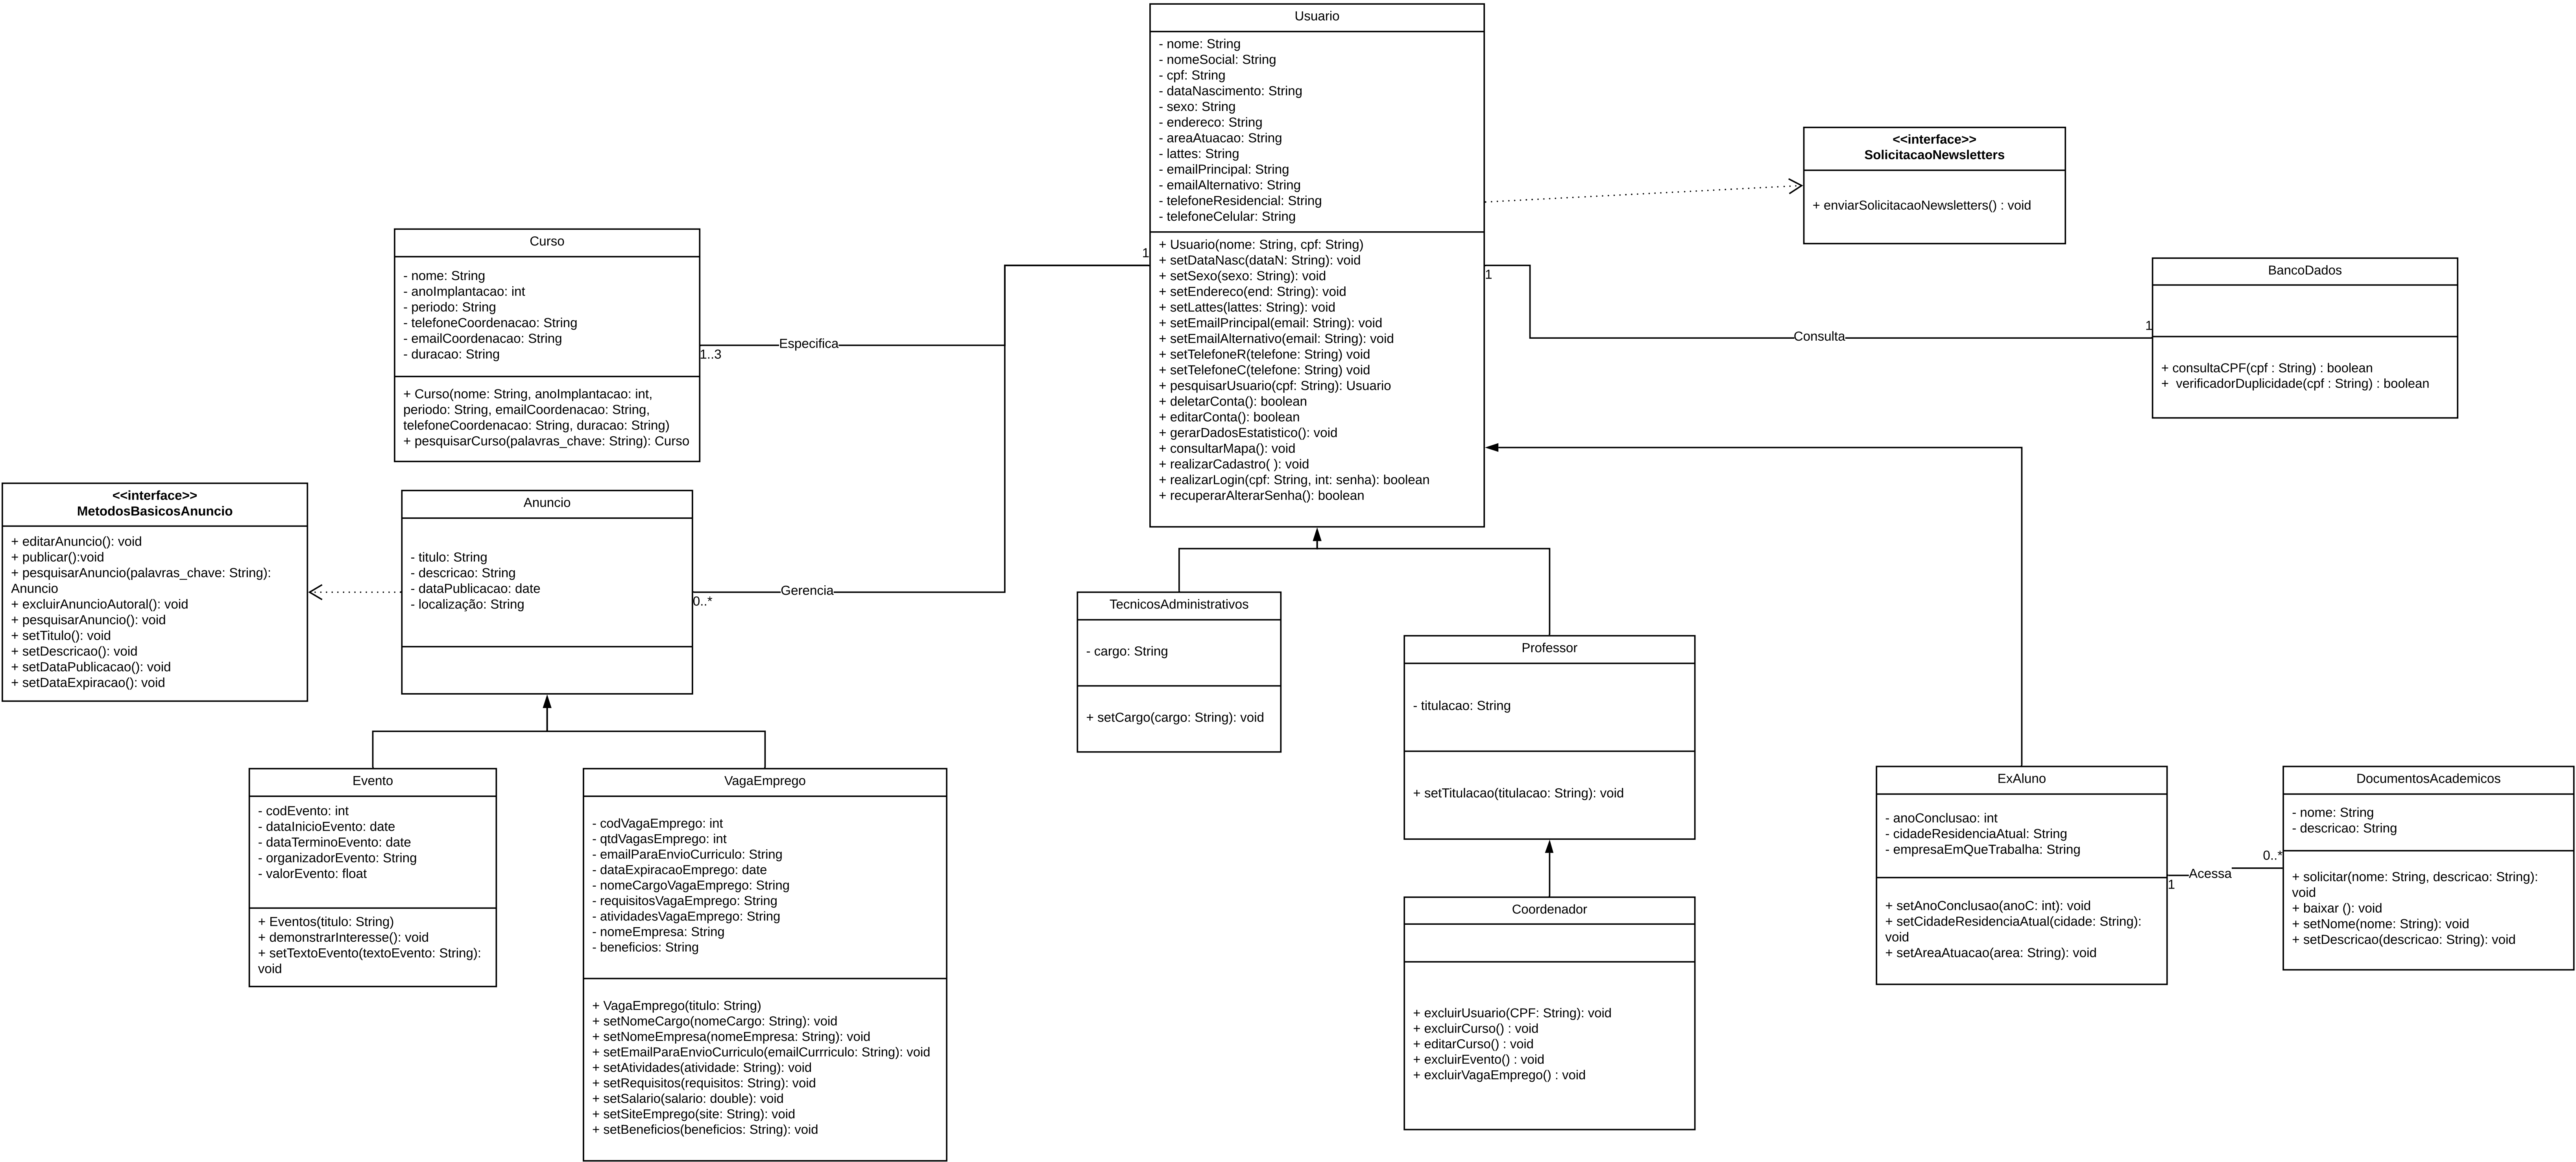 Usuario
- nome: String
- nomeSocial: String
- cpf: String
- dataNascimento: String
- sexo: String
- endereco: String
- areaAtuacao: String
- lattes: String
- emailPrincipal: String
- emailAlternativo: String
- telefoneResidencial: String
- telefoneCelular: String
+ Usuario(nome: String, cpf: String)
+ setDataNasc(dataN: String): void
+ setSexo(sexo: String): void
+ setEndereco(end: String): void
+ setLattes(lattes: String): void
+ setEmailPrincipal(email: String): void
+ setEmailAlternativo(email: String): void
+ setTelefoneR(telefone: String) void
+ setTelefoneC(telefone: String) void
+ pesquisarUsuario(cpf: String): Usuario
+ deletarConta(): boolean
+ editarConta(): boolean
+ gerarDadosEstatistico(): void
+ consultarMapa(): void
+ realizarCadastro( ): void
+ realizarLogin(cpf: String, int: senha): boolean
+ recuperarAlterarSenha(): boolean
<<interface>>
SolicitacaoNewsletters
+ enviarSolicitacaoNewsletters() : void
Curso
- nome: String
- anoImplantacao: int
- periodo: String
- telefoneCoordenacao: String
- emailCoordenacao: String
- duracao: String
+ Curso(nome: String, anoImplantacao: int,
periodo: String, emailCoordenacao: String,
telefoneCoordenacao: String, duracao: String)
+ pesquisarCurso(palavras_chave: String): Curso
1..3
Especifica
1
1
Consulta
1
BancoDados
+ consultaCPF(cpf : String) : boolean
+  verificadorDuplicidade(cpf : String) : boolean
<<interface>>
MetodosBasicosAnuncio
+ editarAnuncio(): void
+ publicar():void
+ pesquisarAnuncio(palavras_chave: String):
Anuncio
+ excluirAnuncioAutoral(): void
+ pesquisarAnuncio(): void
+ setTitulo(): void
+ setDescricao(): void
+ setDataPublicacao(): void
+ setDataExpiracao(): void
Anuncio
- titulo: String
- descricao: String
- dataPublicacao: date
- localização: String
0..*
Gerencia
TecnicosAdministrativos
- cargo: String
+ setCargo(cargo: String): void
Professor
- titulacao: String
+ setTitulacao(titulacao: String): void
Evento
- codEvento: int
- dataInicioEvento: date
- dataTerminoEvento: date
- organizadorEvento: String
- valorEvento: float
+ Eventos(titulo: String)
+ demonstrarInteresse(): void
+ setTextoEvento(textoEvento: String):
void
VagaEmprego
- codVagaEmprego: int
- qtdVagasEmprego: int
- emailParaEnvioCurriculo: String
- dataExpiracaoEmprego: date
- nomeCargoVagaEmprego: String
- requisitosVagaEmprego: String
- atividadesVagaEmprego: String
- nomeEmpresa: String
- beneficios: String
+ VagaEmprego(titulo: String)
+ setNomeCargo(nomeCargo: String): void
+ setNomeEmpresa(nomeEmpresa: String): void
+ setEmailParaEnvioCurriculo(emailCurrriculo: String): void
+ setAtividades(atividade: String): void
+ setRequisitos(requisitos: String): void
+ setSalario(salario: double): void
+ setSiteEmprego(site: String): void
+ setBeneficios(beneficios: String): void
Coordenador
+ excluirUsuario(CPF: String): void
+ excluirCurso() : void
+ editarCurso() : void
+ excluirEvento() : void
+ excluirVagaEmprego() : void
ExAluno
- anoConclusao: int
- cidadeResidenciaAtual: String
- empresaEmQueTrabalha: String
+ setAnoConclusao(anoC: int): void
+ setCidadeResidenciaAtual(cidade: String):
void
+ setAreaAtuacao(area: String): void
1
Acessa
0..*
DocumentosAcademicos
- nome: String
- descricao: String
+ solicitar(nome: String, descricao: String):
void
+ baixar (): void
+ setNome(nome: String): void
+ setDescricao(descricao: String): void